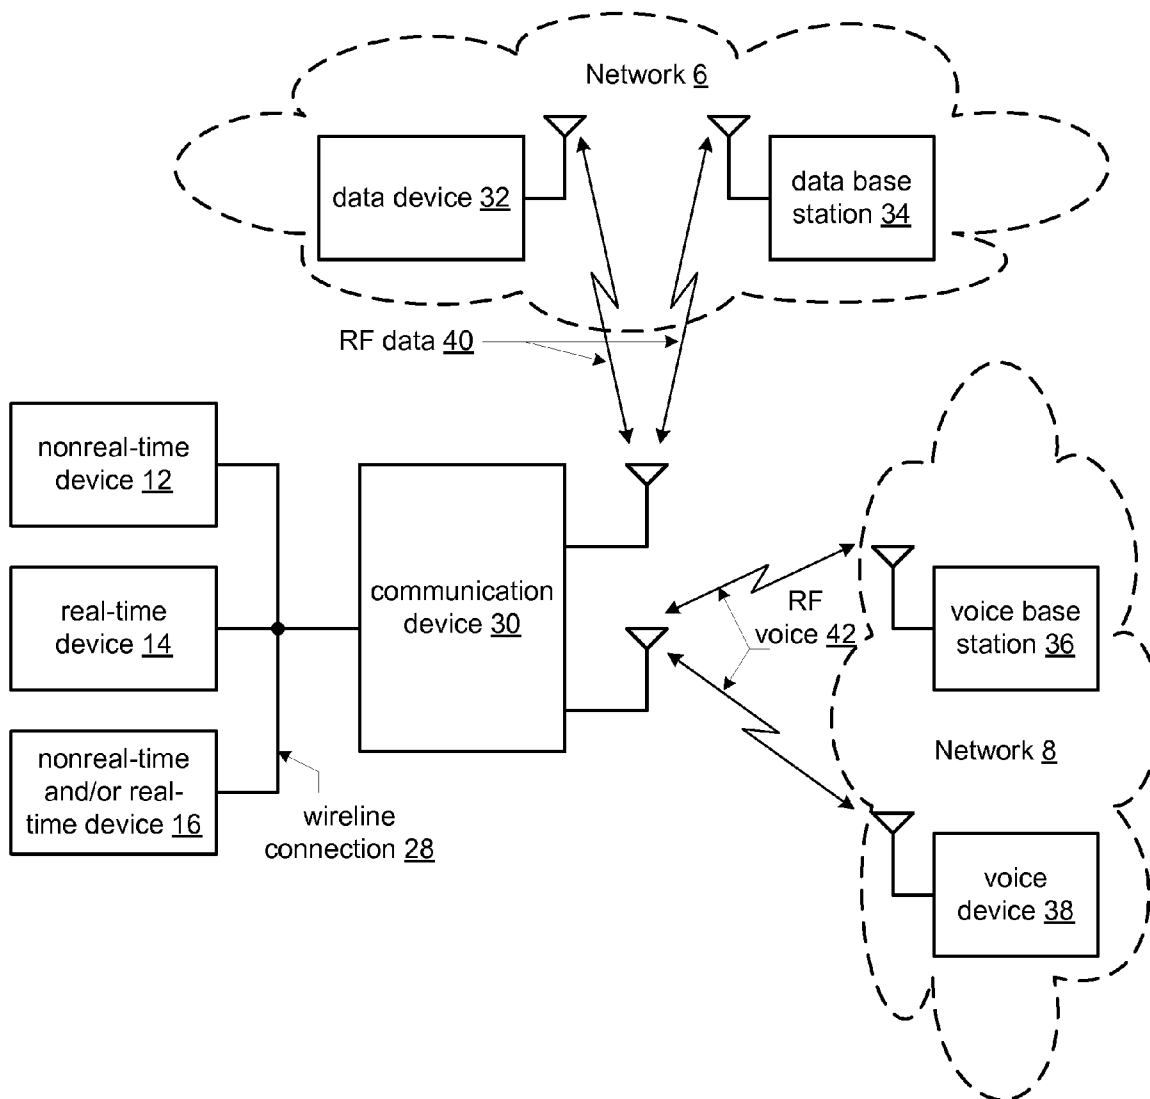 Network 6
data device 32
data base
station 34
RF data 40
nonreal-time
device 12
real-time
device 14
nonreal-time
and/or real-
time device 16
wireline
connection 28
communication
device 30
RF
voice 42
voice base
station 36
Network 8
voice
device 38